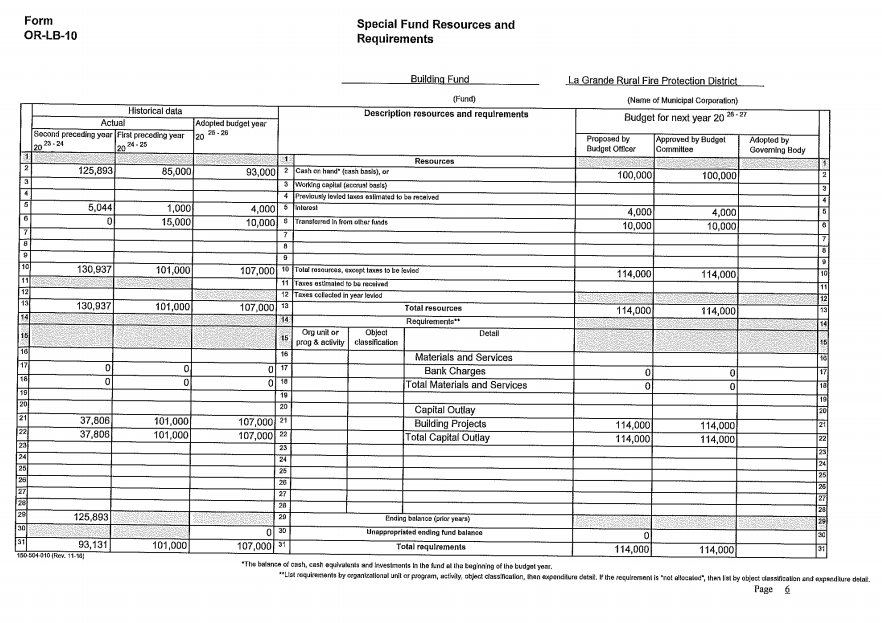 Form
OR-LB-10
Special Fund Resources and
Requirements
Building Fund
La Grande Rural Fire Protection District
(Fund)
(Name of Municipal Corporation)
Historical data
Description resources and requirements
Budget for next year 20 26 - 27
Actual
Adopted budget year
20 25 - 26
Second preceding year
20 23 - 24
First preceding year
20 24 - 25
Proposed by
Budget Officer
Approved by Budget
Committee
Adopted by
Governing Body
1 1 Resources 1
2 125,893 85,000 93,000 2 Cash on hand* (cash basis), or 100,000 100,000 2
3 3 Working capital (accrual basis) 3
4 4 Previously levied taxes estimated to be received 4
5 5,044 1,000 4,000 5 Interest 4,000 4,000 5
6 0 15,000 10,000 6 Transferred in from other funds 10,000 10,000 6
7 7 7
8 8 8
9 9 9
10 130,937 101,000 107,000 10 Total resources, except taxes to be levied 114,000 114,000 10
11 11 Taxes estimated to be received 11
12 12 Taxes collected in year levied 12
13 130,937 101,000 107,000 13 Total resources 114,000 114,000 13
14 14 Requirements** 14
15 15 Org unit or prog & activity Object classification Detail 15
16 16 Materials and Services 16
17 0 0 0 17 Bank Charges 0 0 17
18 0 0 0 18 Total Materials and Services 0 0 18
19 19 19
20 20 Capital Outlay 20
21 37,806 101,000 107,000 21 Building Projects 114,000 114,000 21
22 37,806 101,000 107,000 22 Total Capital Outlay 114,000 114,000 22
23 23 23
24 24 24
25 25 25
26 26 26
27 27 27
28 28 28
29 125,893 29 Ending balance (prior years) 29
30 0 30 Unappropriated ending fund balance 0 30
31 93,131 101,000 107,000 31 Total requirements 114,000 114,000 31
150-504-010 (Rev. 11-16)
*The balance of cash, cash equivalents and investments in the fund at the beginning of the budget year.
**List requirements by organizational unit or program, activity, object classification, then expenditure detail. If the requirement is "not allocated", then list by object classification and expenditure detail.
Page 6